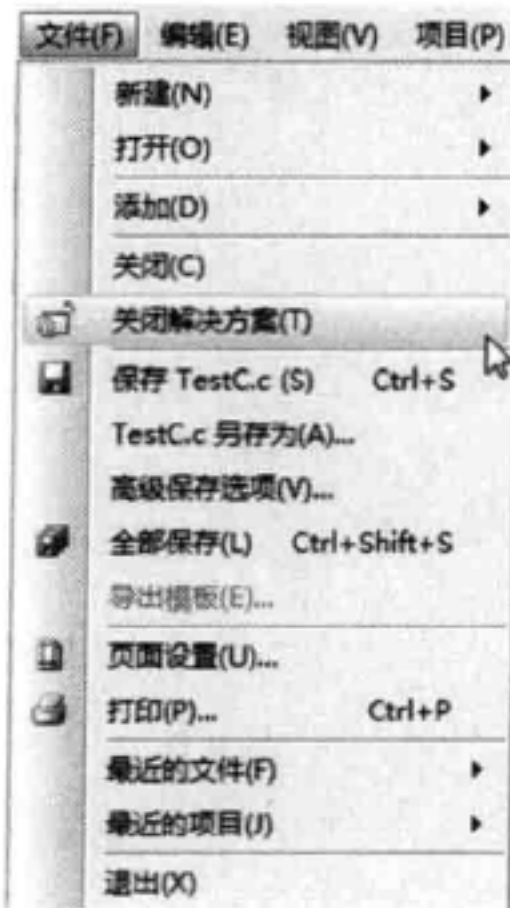 文件(F) 编辑(E) 视图(V) 项目(P)
新建(N)
打开(O)
添加(D)
关闭(C)
关闭解决方案(T)
保存 TestC.c (S) Ctrl+S
TestC.c 另存为(A)...
高级保存选项(V)...
全部保存(L) Ctrl+Shift+S
导出模板(E)...
页面设置(U)...
打印(P)... Ctrl+P
最近的文件(F)
最近的项目(J)
退出(X)